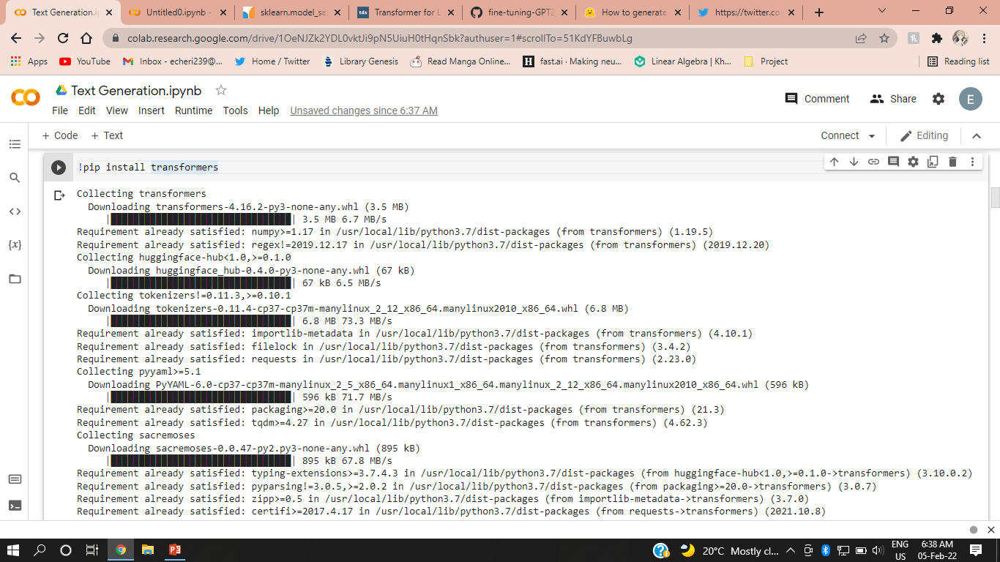 Text Generation.i
Untitled0.ipynb -
sklearn.model_se
Transformer for L
fine-tuning-GPT2
How to generate
https://twitter.co
colab.research.google.com/drive/1OeNJZk2YDL0vktJi9pN5UiuH0tHqnSbk?authuser=1#scrollTo=51KdYFBuwbLg
Apps
YouTube
Inbox - echeri239@...
Home / Twitter
Library Genesis
Read Manga Online...
fast.ai · Making neu...
Linear Algebra | Kh...
Project
Reading list
Text Generation.ipynb
Comment
Share
E
File Edit View Insert Runtime Tools Help Unsaved changes since 6:37 AM
+ Code + Text
Connect
Editing
!pip install transformers
Collecting transformers
Downloading transformers-4.16.2-py3-none-any.whl (3.5 MB)
3.5 MB 6.7 MB/s
Requirement already satisfied: numpy>=1.17 in /usr/local/lib/python3.7/dist-packages (from transformers) (1.19.5)
Requirement already satisfied: regex!=2019.12.17 in /usr/local/lib/python3.7/dist-packages (from transformers) (2019.12.20)
Collecting huggingface-hub<1.0,>=0.1.0
Downloading huggingface_hub-0.4.0-py3-none-any.whl (67 kB)
67 kB 6.5 MB/s
Collecting tokenizers!=0.11.3,>=0.10.1
Downloading tokenizers-0.11.4-cp37-cp37m-manylinux_2_12_x86_64.manylinux2010_x86_64.whl (6.8 MB)
6.8 MB 73.3 MB/s
Requirement already satisfied: importlib-metadata in /usr/local/lib/python3.7/dist-packages (from transformers) (4.10.1)
Requirement already satisfied: filelock in /usr/local/lib/python3.7/dist-packages (from transformers) (3.4.2)
Requirement already satisfied: requests in /usr/local/lib/python3.7/dist-packages (from transformers) (2.23.0)
Collecting pyyaml>=5.1
Downloading PyYAML-6.0-cp37-cp37m-manylinux_2_5_x86_64.manylinux1_x86_64.manylinux_2_12_x86_64.manylinux2010_x86_64.whl (596 kB)
596 kB 71.7 MB/s
Requirement already satisfied: packaging>=20.0 in /usr/local/lib/python3.7/dist-packages (from transformers) (21.3)
Requirement already satisfied: tqdm>=4.27 in /usr/local/lib/python3.7/dist-packages (from transformers) (4.62.3)
Collecting sacremoses
Downloading sacremoses-0.0.47-py2.py3-none-any.whl (895 kB)
895 kB 67.8 MB/s
Requirement already satisfied: typing-extensions>=3.7.4.3 in /usr/local/lib/python3.7/dist-packages (from huggingface-hub<1.0,>=0.1.0->transformers) (3.10.0.2)
Requirement already satisfied: pyparsing!=3.0.5,>=2.0.2 in /usr/local/lib/python3.7/dist-packages (from packaging>=20.0->transformers) (3.0.7)
Requirement already satisfied: zipp>=0.5 in /usr/local/lib/python3.7/dist-packages (from importlib-metadata->transformers) (3.7.0)
Requirement already satisfied: certifi>=2017.4.17 in /usr/local/lib/python3.7/dist-packages (from requests->transformers) (2021.10.8)
20°C Mostly cl...
ENG
US
6:38 AM
05-Feb-22